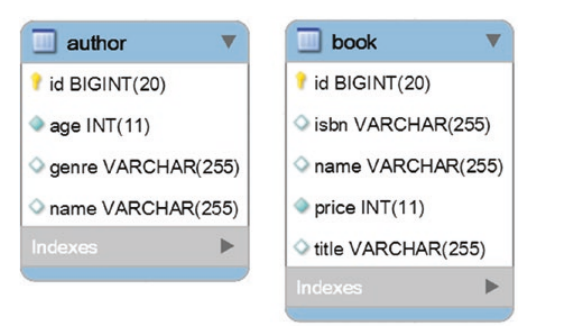 author
id BIGINT(20)
age INT(11)
genre VARCHAR(255)
name VARCHAR(255)
Indexes
book
id BIGINT(20)
isbn VARCHAR(255)
name VARCHAR(255)
price INT(11)
title VARCHAR(255)
Indexes